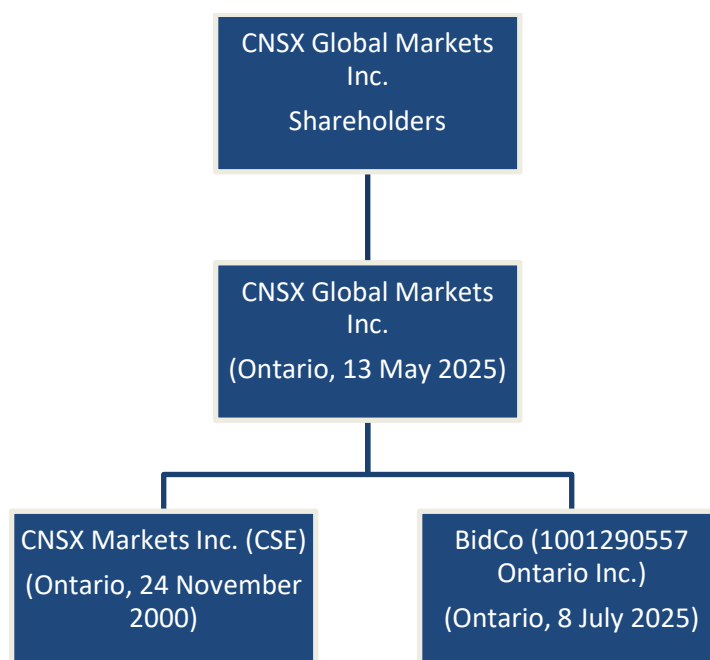 CNSX Global Markets
Inc.
Shareholders
CNSX Global Markets
Inc.
(Ontario, 13 May 2025)
CNSX Markets Inc. (CSE)
(Ontario, 24 November
2000)
BidCo (1001290557
Ontario Inc.)
(Ontario, 8 July 2025)